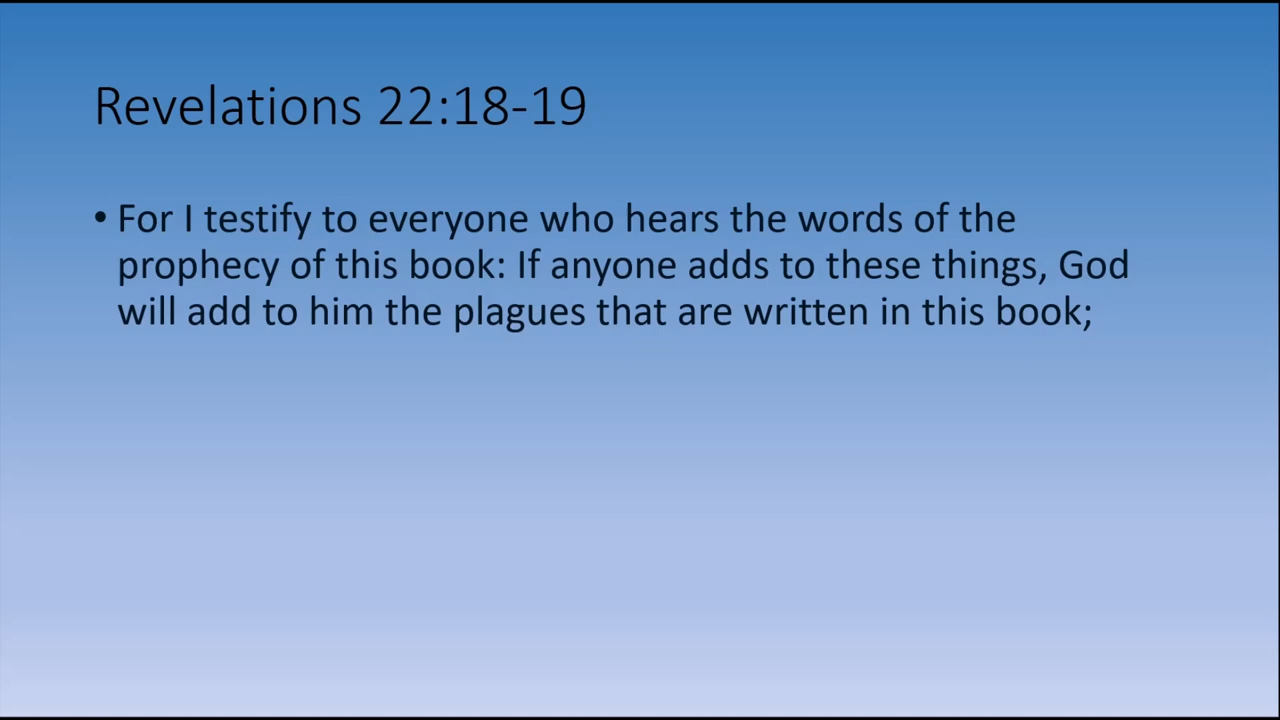 Revelations 22:18-19
• For I testify to everyone who hears the words of the
prophecy of this book: If anyone adds to these things, God
will add to him the plagues that are written in this book;